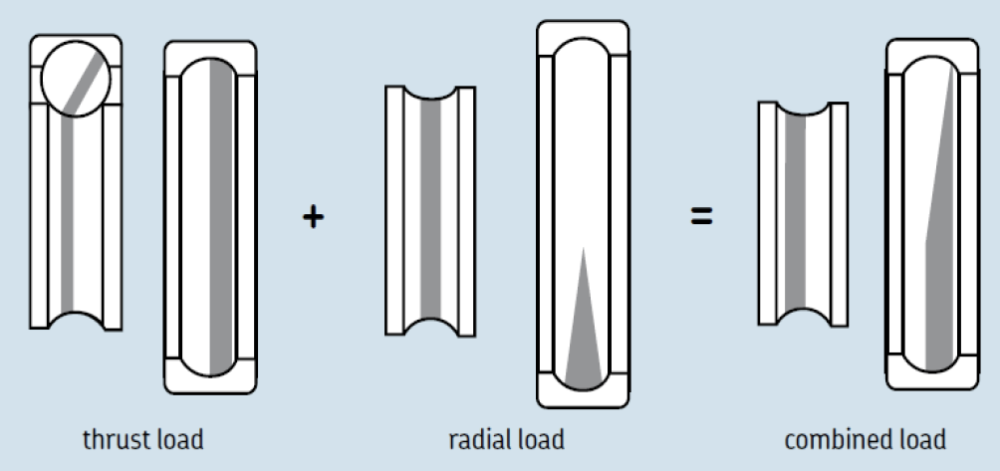 +
=
thrust load
radial load
combined load